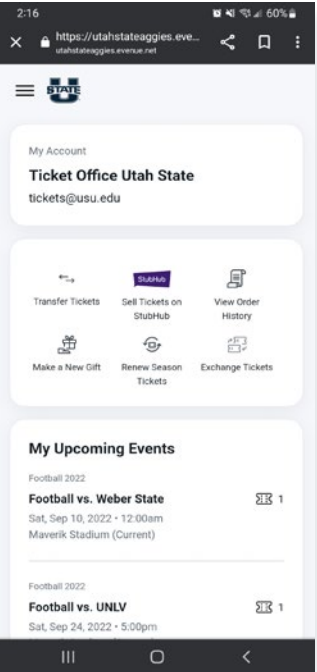 2:16
60%
https://utahstateaggies.eve...
utahstateaggies.evenue.net
STATE
My Account
Ticket Office Utah State
tickets@usu.edu
Transfer Tickets
StubHub
Sell Tickets on
StubHub
View Order
History
Make a New Gift
Renew Season
Tickets
Exchange Tickets
My Upcoming Events
Football 2022
Football vs. Weber State
1
Sat, Sep 10, 2022 • 12:00am
Maverik Stadium (Current)
Football 2022
Football vs. UNLV
1
Sat, Sep 24, 2022 • 5:00pm